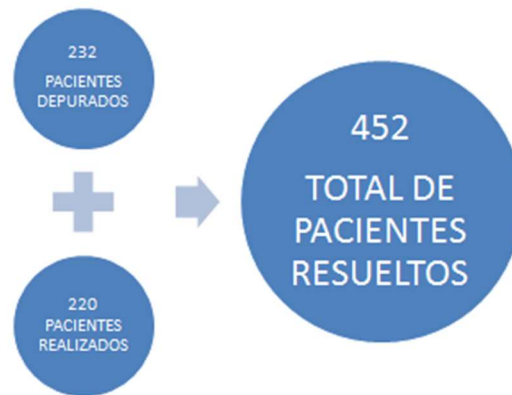 232
PACIENTES
DEPURADOS
220
PACIENTES
REALIZADOS
452
TOTAL DE
PACIENTES
RESUELTOS